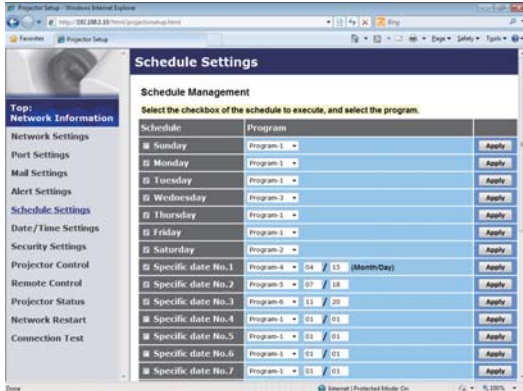 Projector Setup - Windows Internet Explorer
Bing
Favorites Projector Setup
Page Safety Tools
Schedule Settings
Schedule Management
Select the checkbox of the schedule to execute, and select the program.
Top:
Network Information
Network Settings
Port Settings
Mail Settings
Alert Settings
Schedule Settings
Date/Time Settings
Security Settings
Projector Control
Remote Control
Projector Status
Network Restart
Connection Test
Schedule Program
Sunday Program-1 Apply
Monday Program-1 Apply
Tuesday Program-1 Apply
Wednesday Program-3 Apply
Thursday Program-1 Apply
Friday Program-1 Apply
Saturday Program-2 Apply
Specific date No.1 Program-4 04 / 15 (Month/Day) Apply
Specific date No.2 Program-5 07 / 18 Apply
Specific date No.3 Program-6 11 / 20 Apply
Specific date No.4 Program-1 01 / 01 Apply
Specific date No.5 Program-1 01 / 01 Apply
Specific date No.6 Program-1 01 / 01 Apply
Specific date No.7 Program-1 01 / 01 Apply
Done Internet | Protected Mode: On 100%